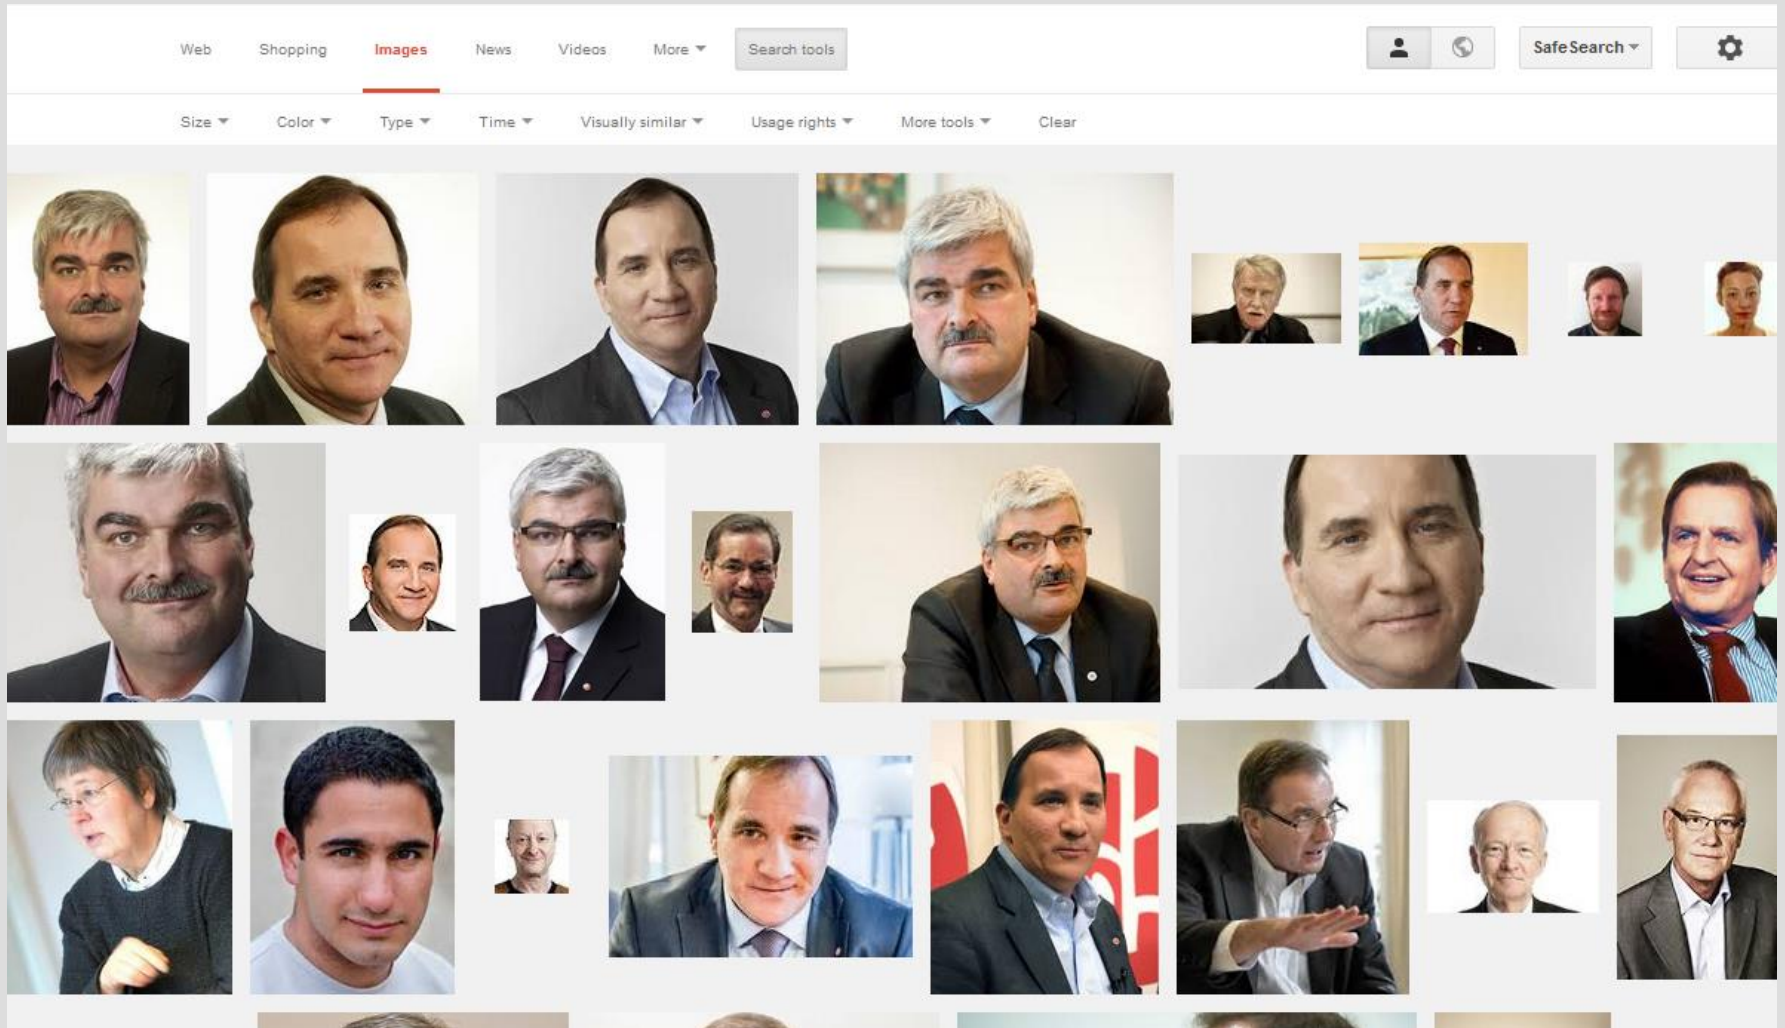 Web Shopping Images News Videos More Search tools SafeSearch
Size Color Type Time Visually similar Usage rights More tools Clear